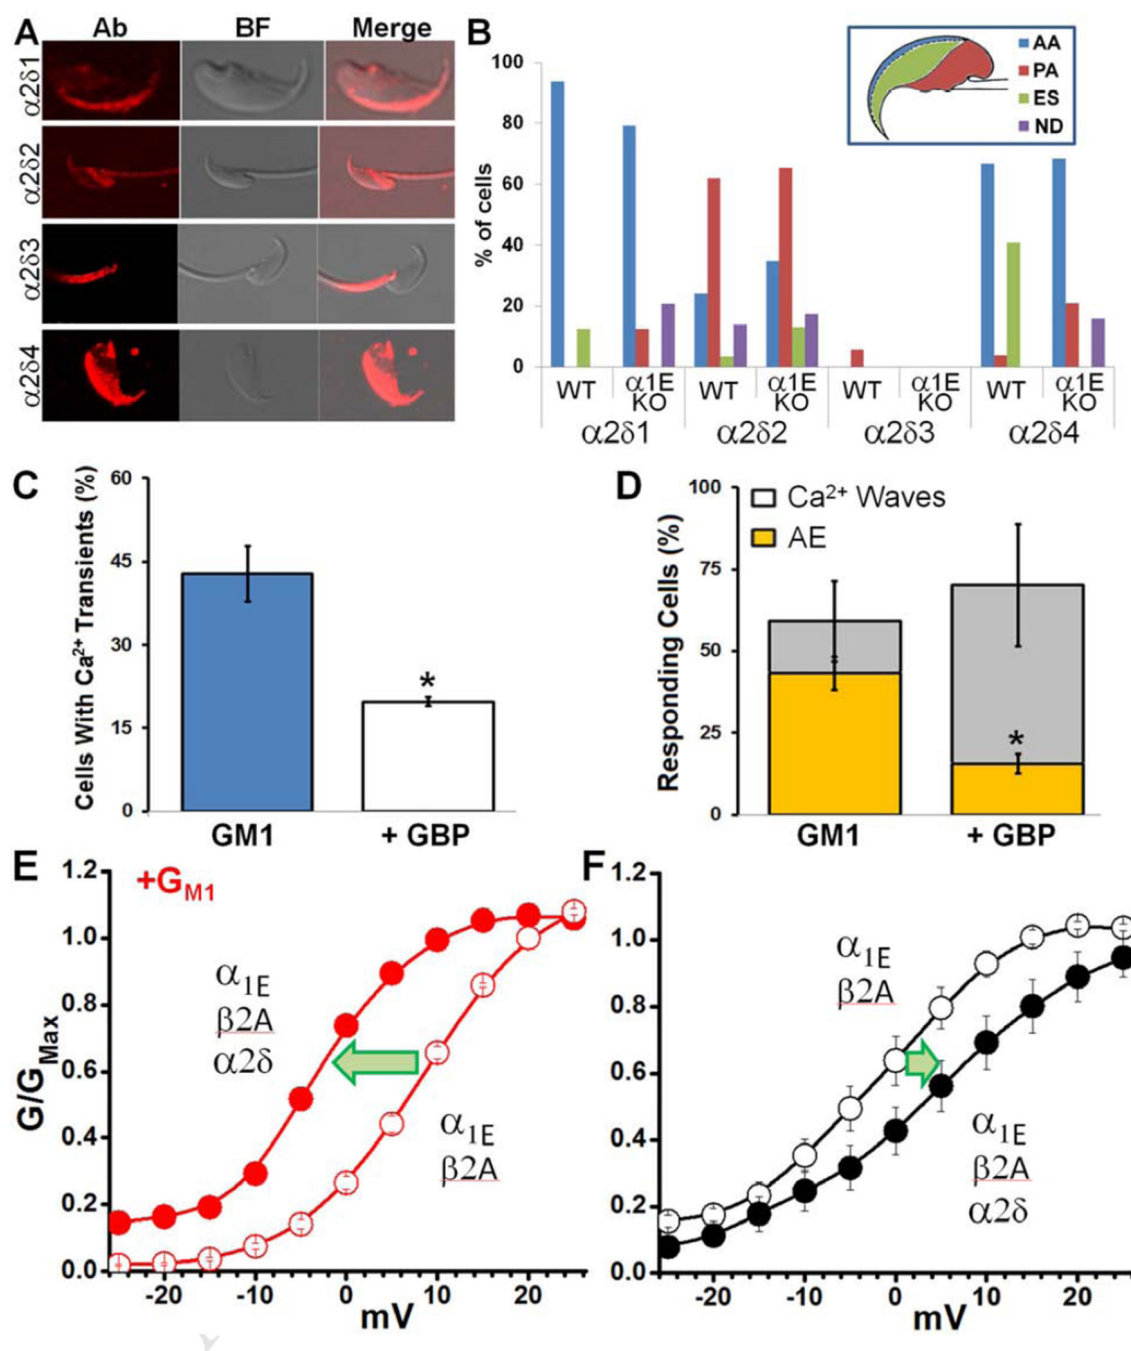 A
Ab
BF
Merge
α2δ1
α2δ2
α2δ3
α2δ4
B
% of cells
100
80
60
40
20
0
AA
PA
ES
ND
WT
α1E
KO
WT
α1E
KO
WT
α1E
KO
WT
α1E
KO
α2δ1
α2δ2
α2δ3
α2δ4
C
Cells With Ca²⁺ Transients (%)
60
45
30
15
0
*
GM1
+ GBP
D
Responding Cells (%)
100
75
50
25
0
Ca²⁺ Waves
AE
*
GM1
+ GBP
E
+G_M1
G/G_Max
1.2
1.0
0.8
0.6
0.4
0.2
0.0
α1E
β2A
α2δ
α1E
β2A
-20
-10
0
10
20
mV
F
1.2
1.0
0.8
0.6
0.4
0.2
0.0
α1E
β2A
α1E
β2A
α2δ
-20
-10
0
10
20
mV